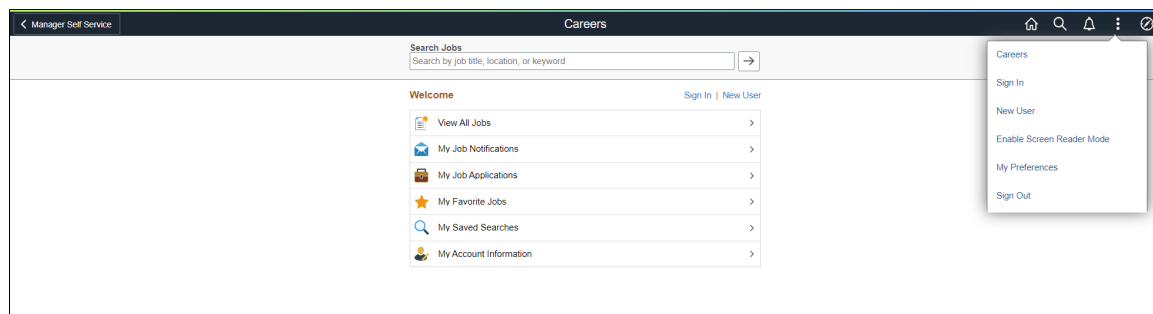 Manager Self Service
Careers
Search Jobs
Search by job title, location, or keyword
Welcome
Sign In | New User
View All Jobs
My Job Notifications
My Job Applications
My Favorite Jobs
My Saved Searches
My Account Information
Careers
Sign In
New User
Enable Screen Reader Mode
My Preferences
Sign Out